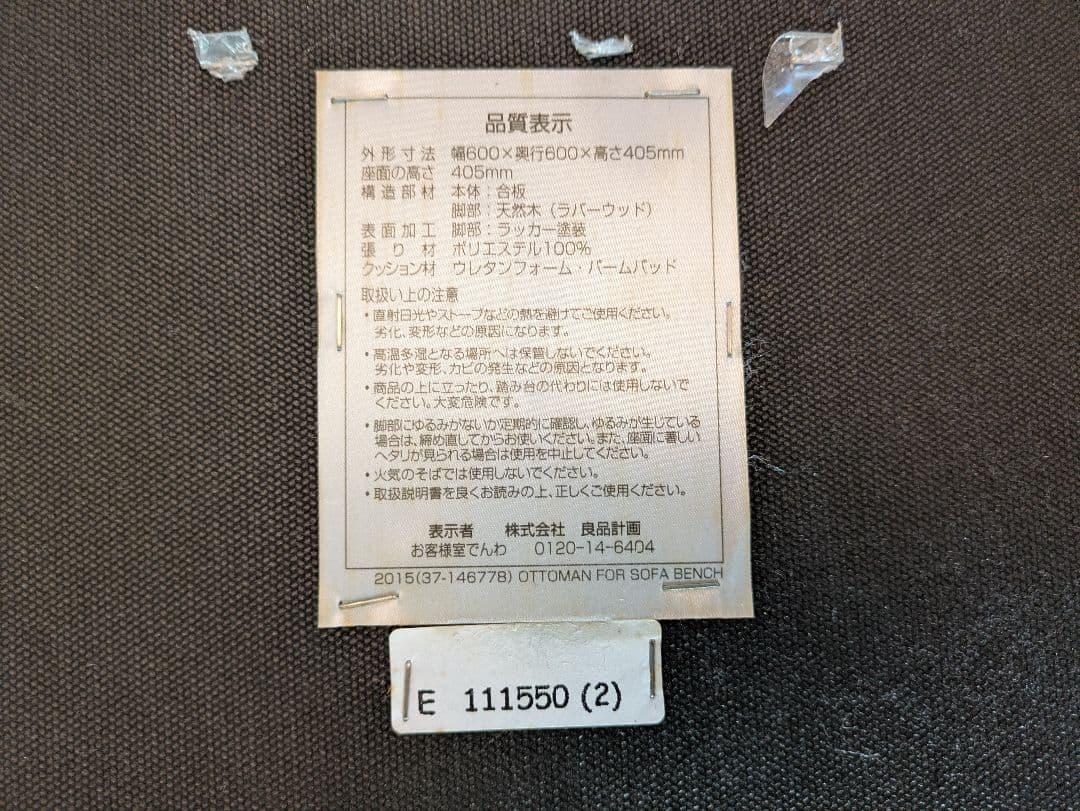 品質表示
外形寸法 幅600×奥行600×高さ405mm
座面の高さ 405mm
構造部材 本体：合板
脚部：天然木（ラバーウッド）
表面加工 脚部：ラッカー塗装
張り材 ポリエステル100%
クッション材 ウレタンフォーム・パームパッド
取扱い上の注意
・直射日光やストーブなどの熱を避けてご使用ください。
劣化、変形などの原因になります。
・高温多湿となる場所へは保管しないでください。
劣化や変形、カビの発生などの原因となります。
・商品の上に立ったり、踏み台の代わりには使用しないで
ください。大変危険です。
・脚部にゆるみがないか定期的に確認し、ゆるみが生じている
場合は、締め直してからお使いください。また、座面に著しい
ヘタリが見られる場合は使用を中止してください。
・火気のそばでは使用しないでください。
・取扱説明書を良くお読みの上、正しくご使用ください。
表示者 株式会社 良品計画
お客様室でんわ 0120-14-6404
2015(37-146778) OTTOMAN FOR SOFA BENCH
E 111550 (2)